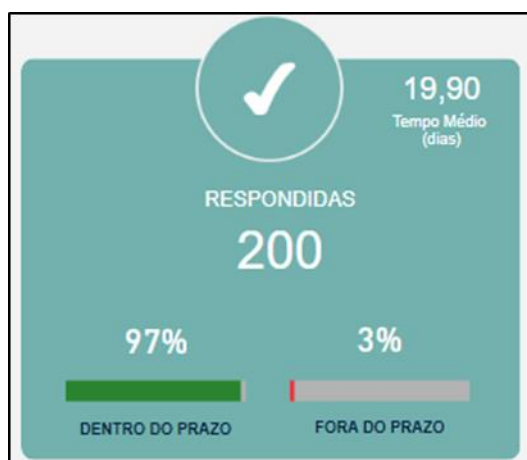 19,90
Tempo Médio
(dias)
RESPONDIDAS
200
97%
3%
DENTRO DO PRAZO
FORA DO PRAZO